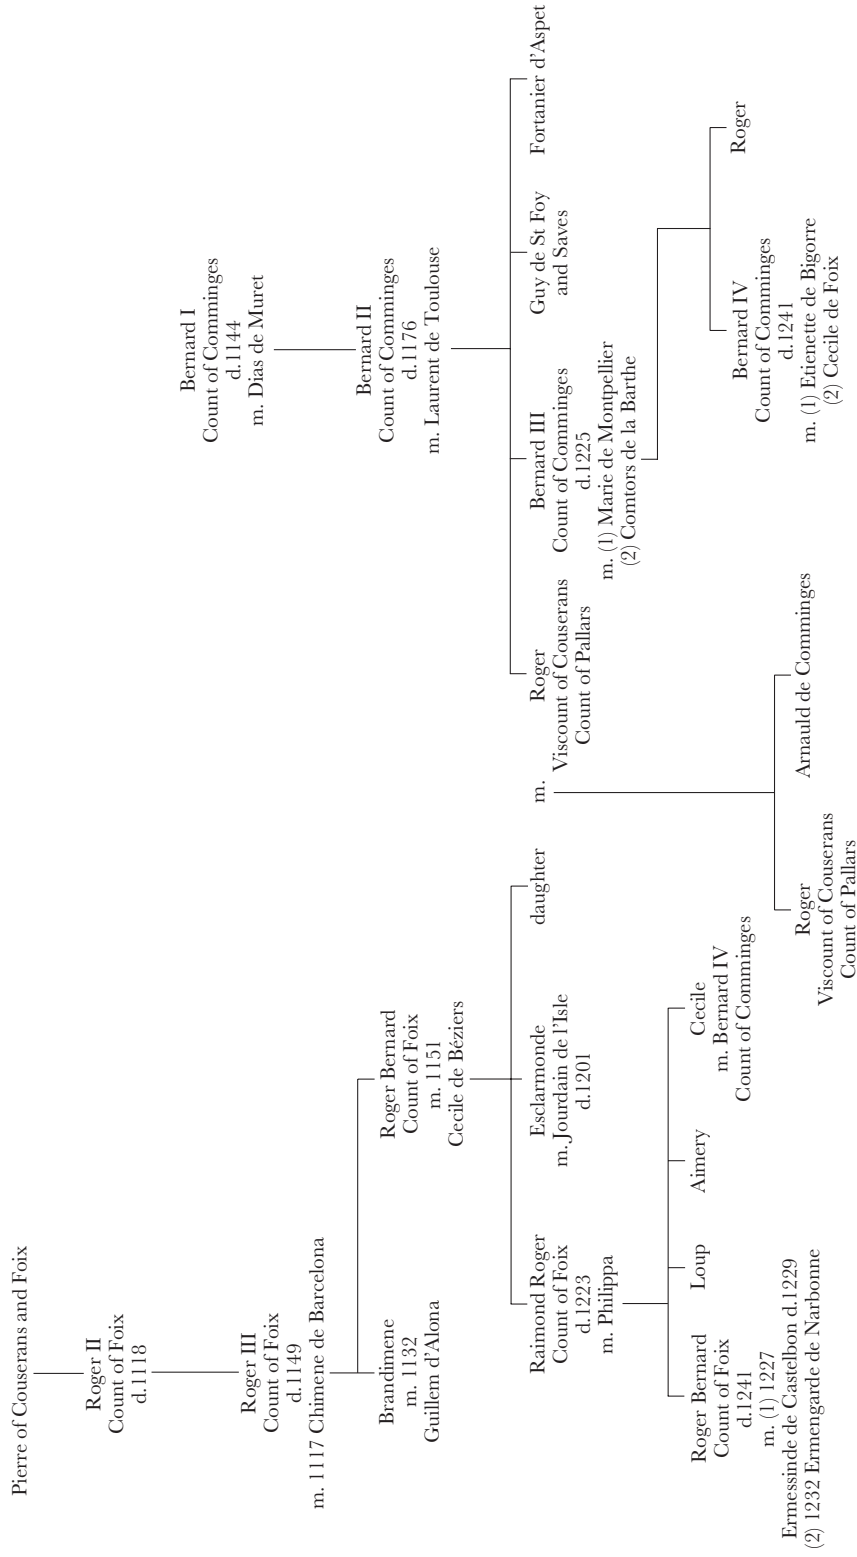 Pierre of Couserans and Foix
Roger II
Count of Foix
d.1118
Roger III
Count of Foix
d.1149
m. 1117 Chimene de Barcelona
Brandimene
m. 1132
Guillem d'Alona
Roger Bernard
Count of Foix
m. 1151
Cecile de Béziers
Raimond Roger
Count of Foix
d.1223
m. Philippa
Esclarmonde
m. Jourdain de l'Isle
d.1201
daughter
m.
Roger Bernard
Count of Foix
d.1241
m. (1) 1227
Ermessinde de Castelbon d.1229
(2) 1232 Ermengarde de Narbonne
Loup
Aimery
Cecile
m. Bernard IV
Count of Comminges
Bernard I
Count of Comminges
d.1144
m. Dias de Muret
Bernard II
Count of Comminges
d.1176
m. Laurent de Toulouse
Roger
Viscount of Couserans
Count of Pallars
Bernard III
Count of Comminges
d.1225
m. (1) Marie de Montpellier
(2) Comtors de la Barthe
Guy de St Foy
and Saves
Fortanier d'Aspet
Roger
Viscount of Couserans
Count of Pallars
Arnauld de Comminges
Bernard IV
Count of Comminges
d.1241
m. (1) Etienette de Bigorre
(2) Cecile de Foix
Roger